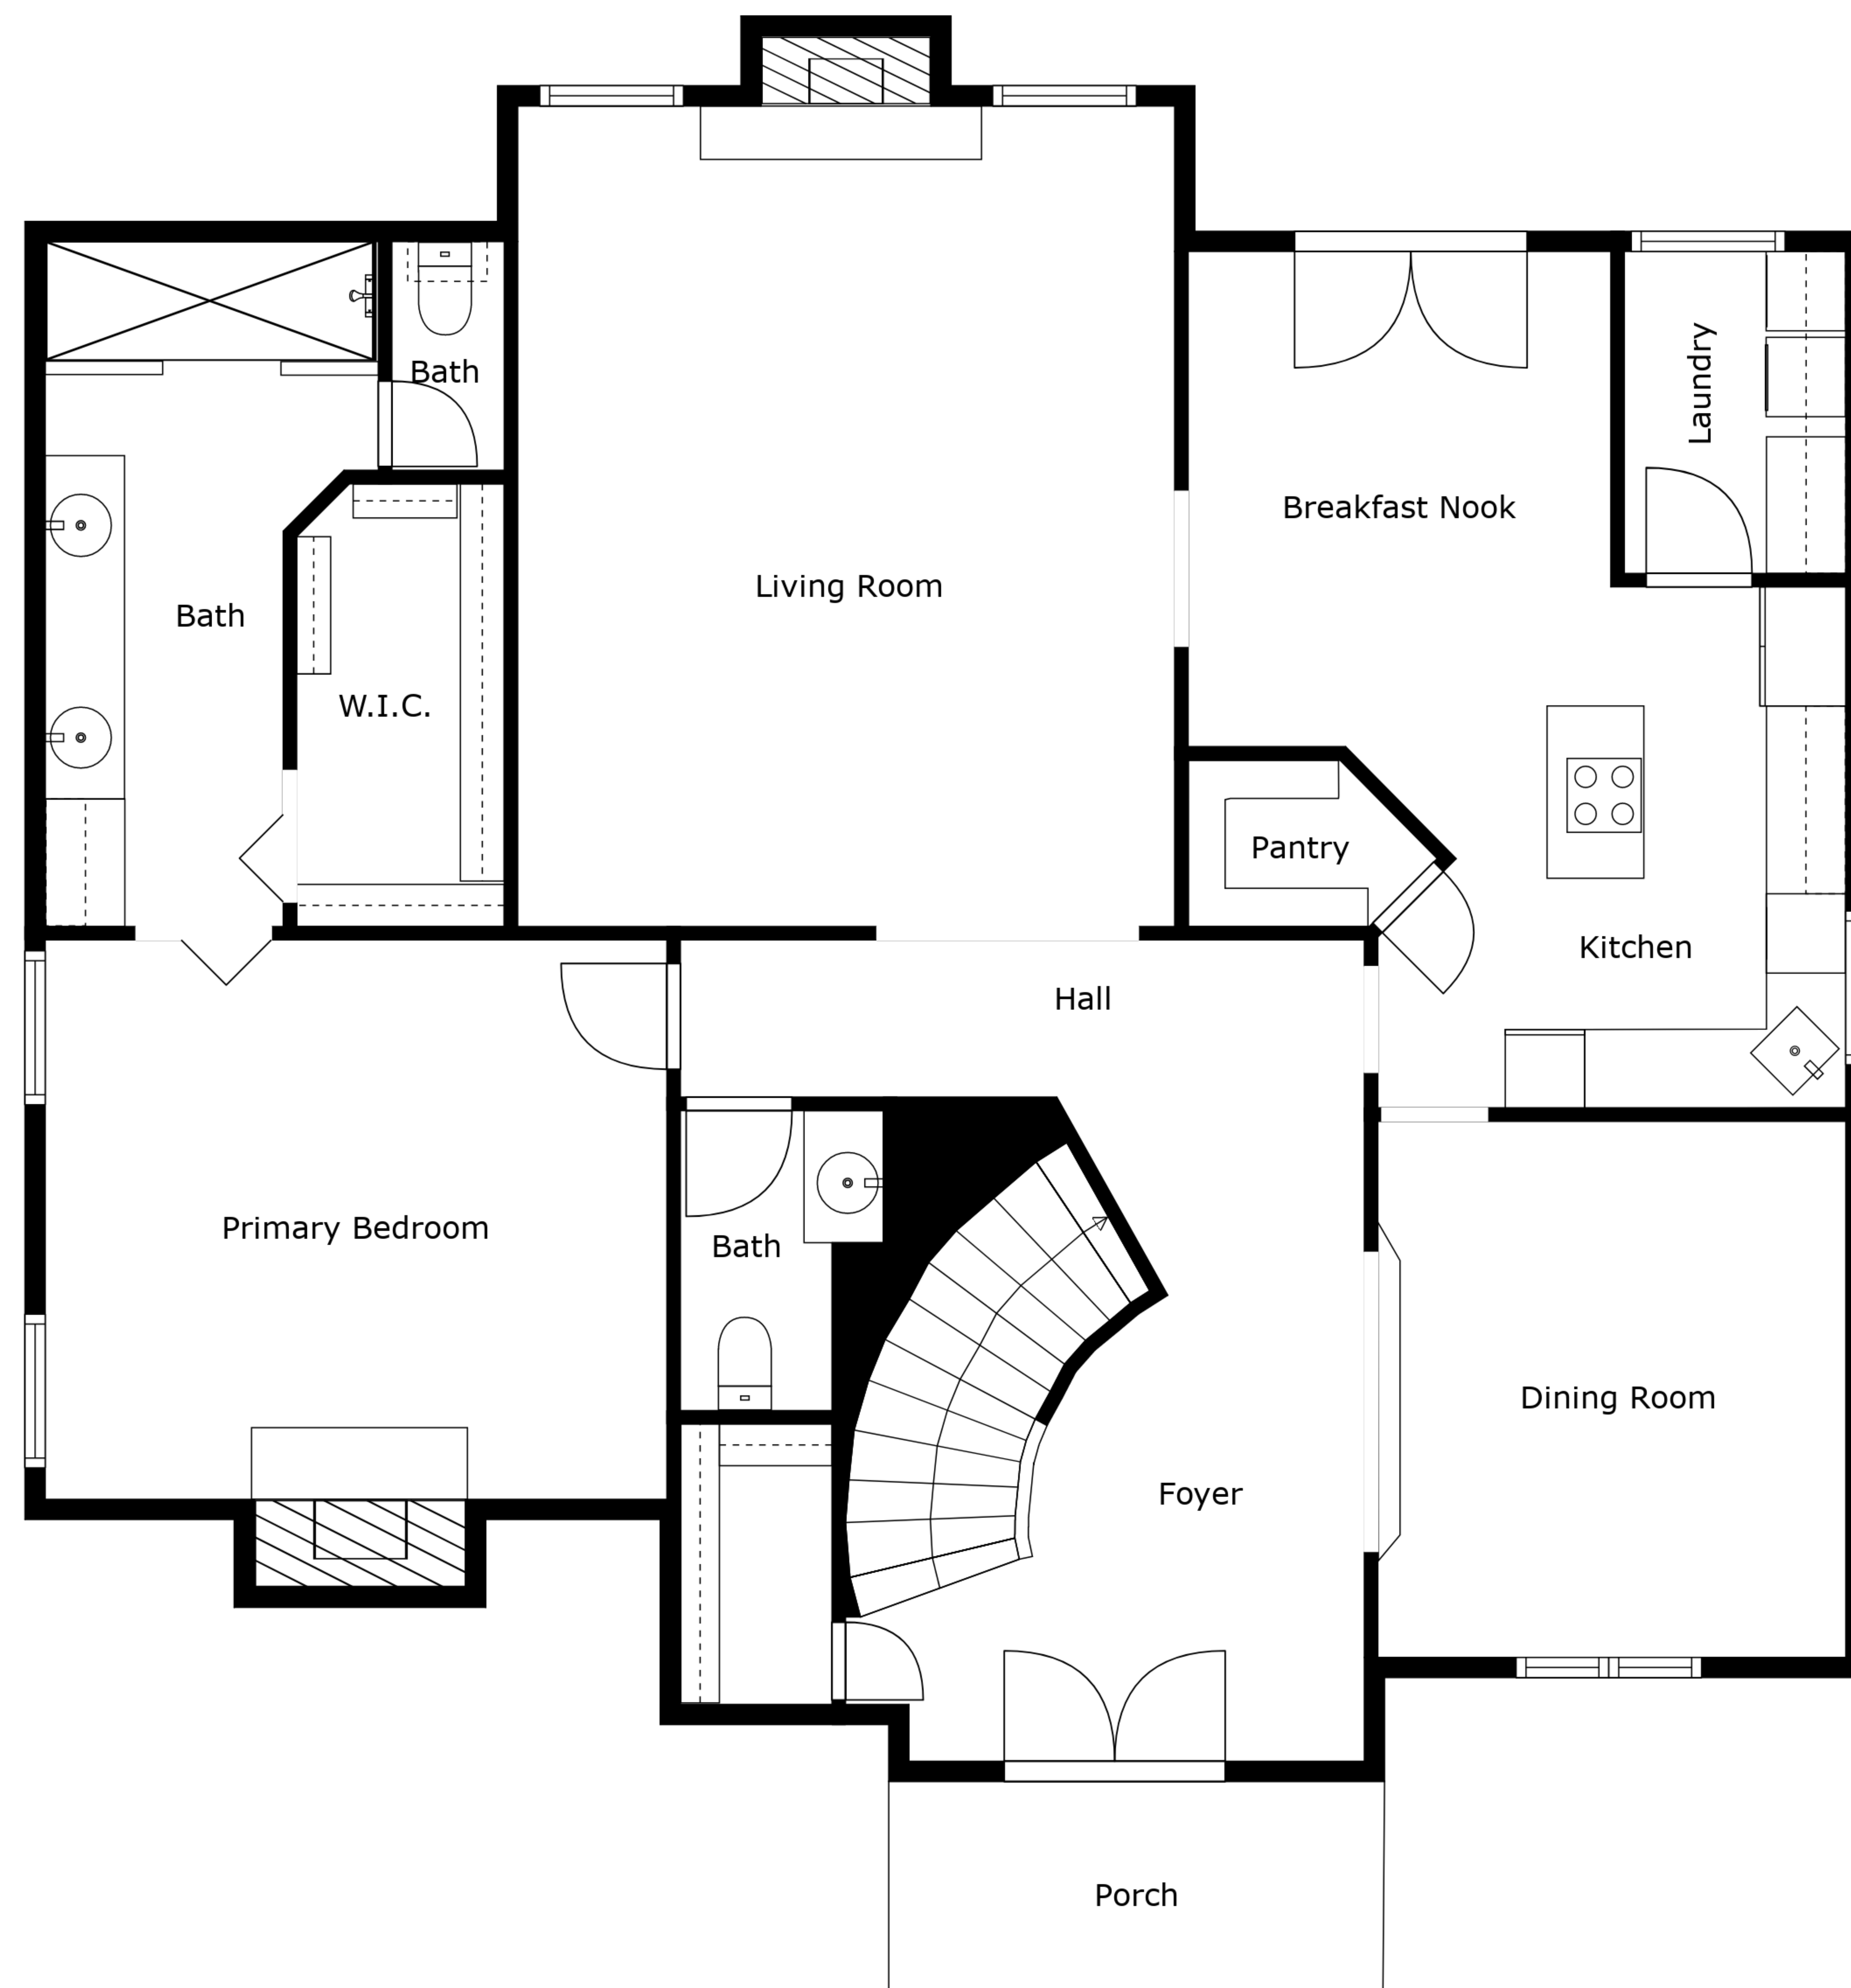 Bath
Laundry
Breakfast Nook
Living Room
Bath
W.I.C.
Pantry
Kitchen
Hall
Primary Bedroom
Bath
Dining Room
Foyer
Porch